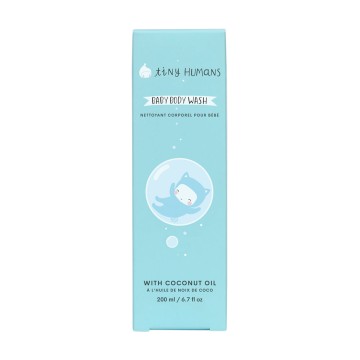 tiny HUMANS
BABY BODY WASH
NETTOYANT CORPOREL POUR BÉBÉ
WITH COCONUT OIL
À L'HUILE DE NOIX DE COCO
200 ml / 6.7 fl oz